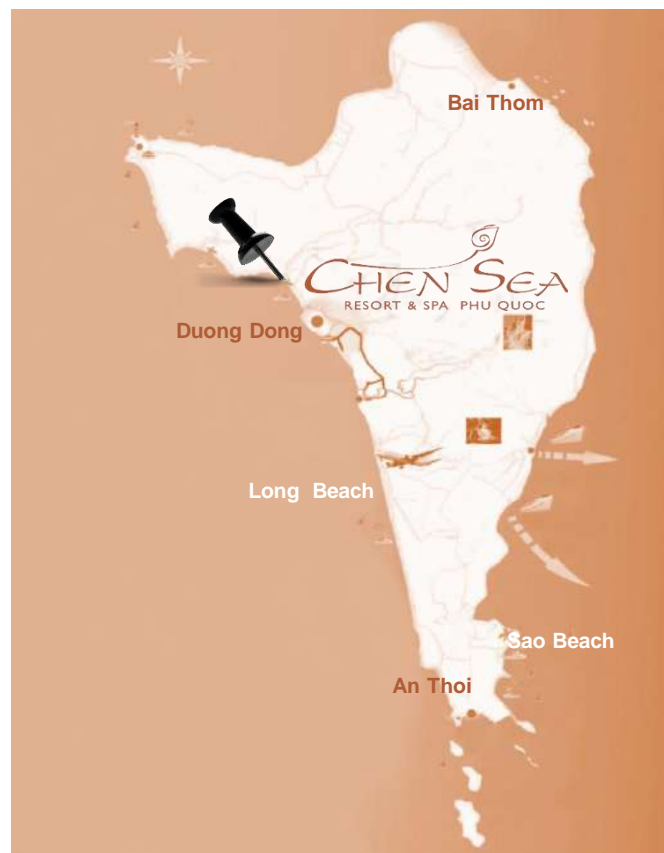 Bai Thom
CHEN SEA
RESORT & SPA PHU QUOC
Duong Dong
Long Beach
Sao Beach
An Thoi